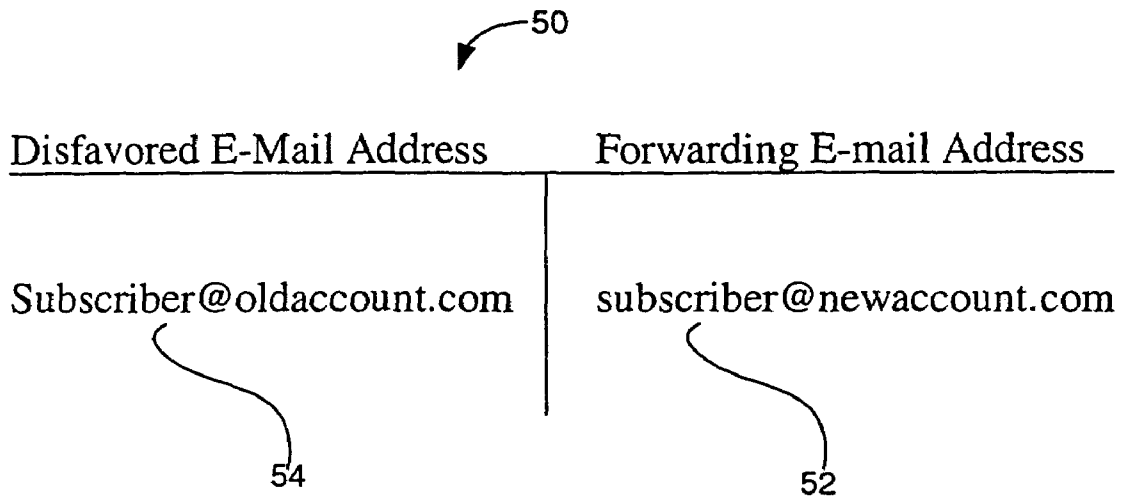 50
Disfavored E-Mail Address Forwarding E-mail Address
Subscriber@oldaccount.com subscriber@newaccount.com
54 52